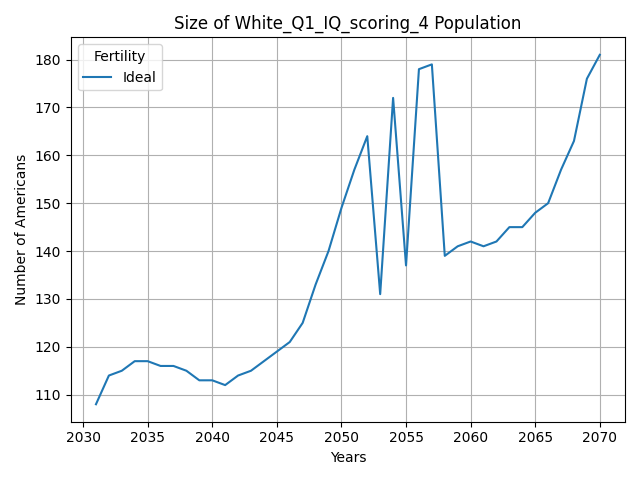 Size of White_Q1_IQ_scoring_4 Population
Fertility
Ideal
Number of Americans
180
170
160
150
140
130
120
110
2030 2035 2040 2045 2050 2055 2060 2065 2070
Years